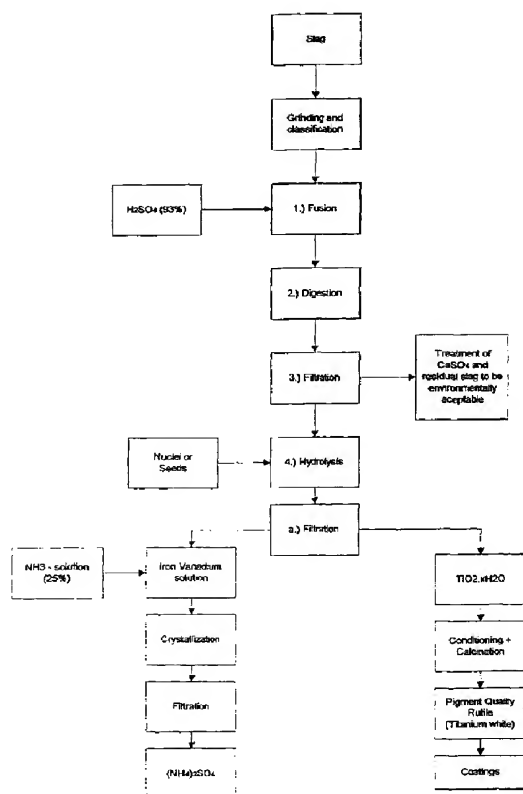 Slag
Grinding and
classification
H2SO4 (93%)
1.) Fusion
2.) Digestion
3.) Filtration
Treatment of
CaSO4 and
residual slag to be
environmentally
aceptable
Nuclei or
Seeds
4.) Hydrolysis
a.) Filtration
NH3 - solution
(25%)
Iron Vanadium
solution
TiO2.xH2O
Crystallization
Conditioning +
Calcination
Filtration
Pigment Quality
Rutile
(Titanium white)
(NH4)2SO4
Coatings